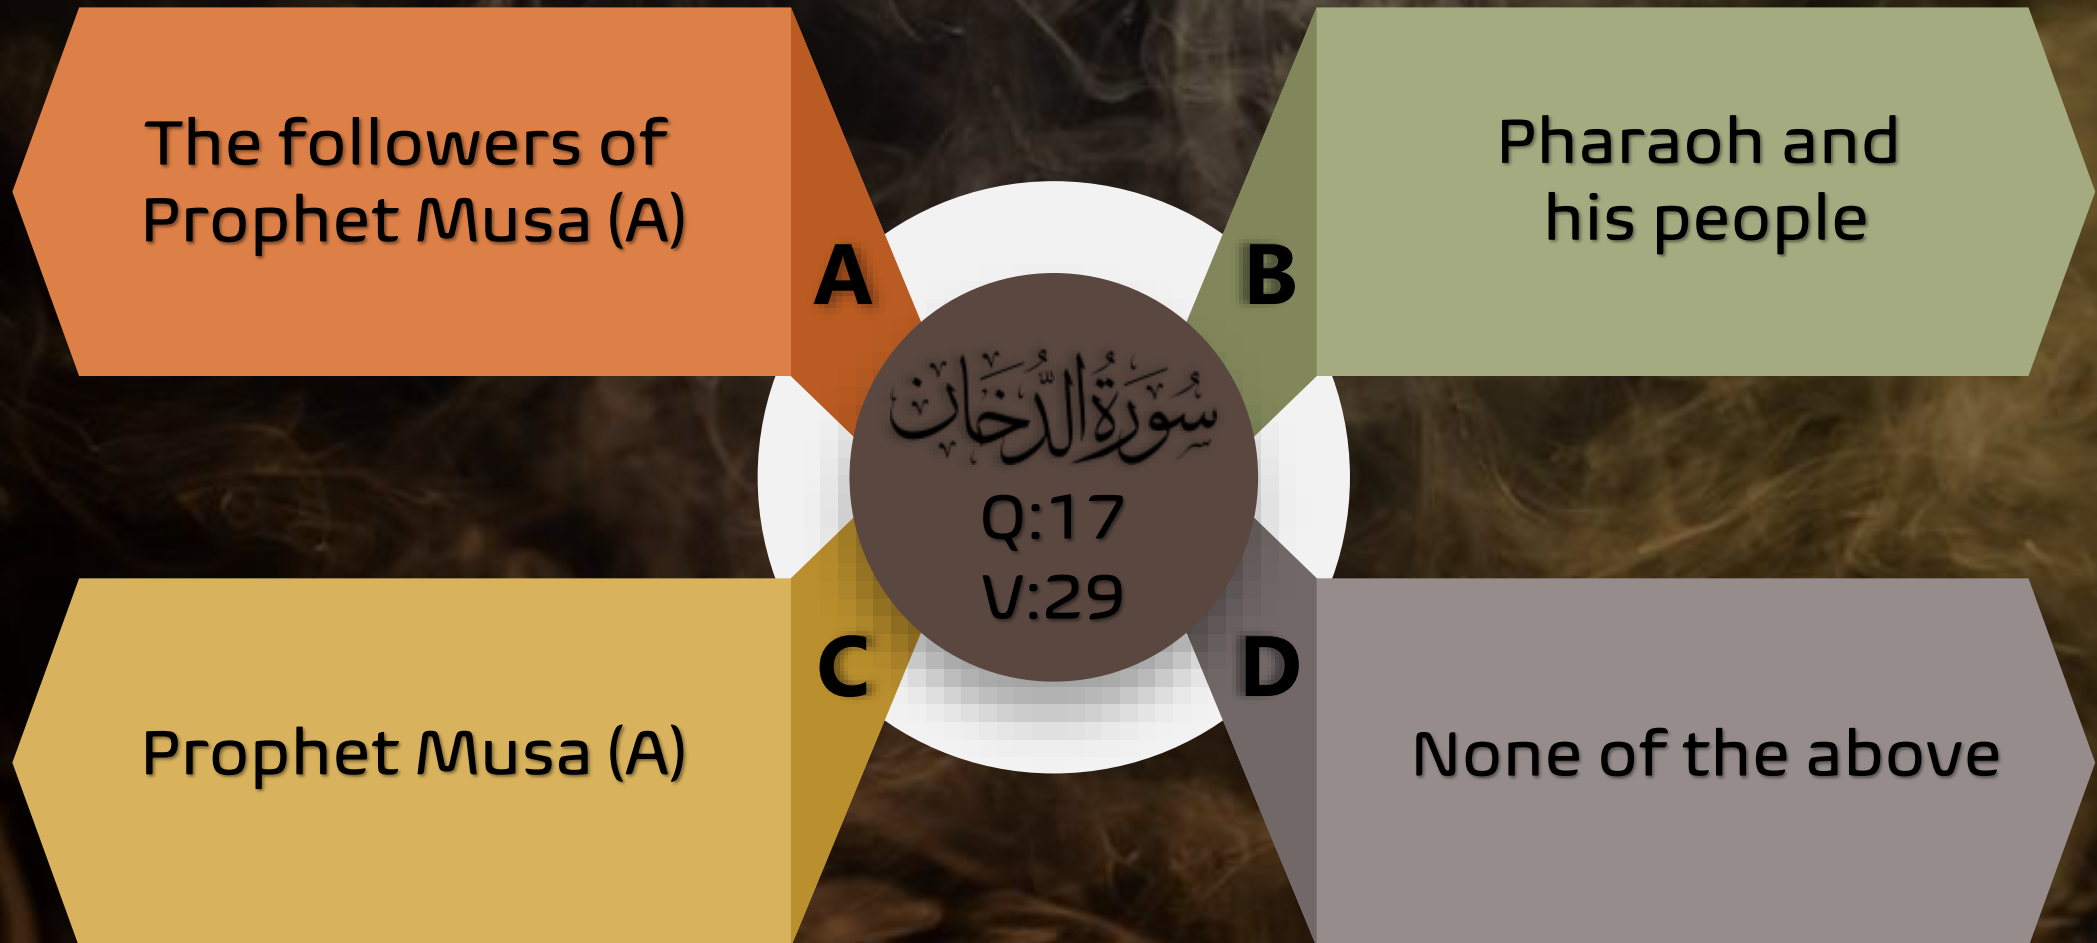 The followers of
Prophet Musa (A)
A
Pharaoh and
his people
B
سُورَةُ الدُّخَان
Q:17
V:29
Prophet Musa (A)
C
None of the above
D